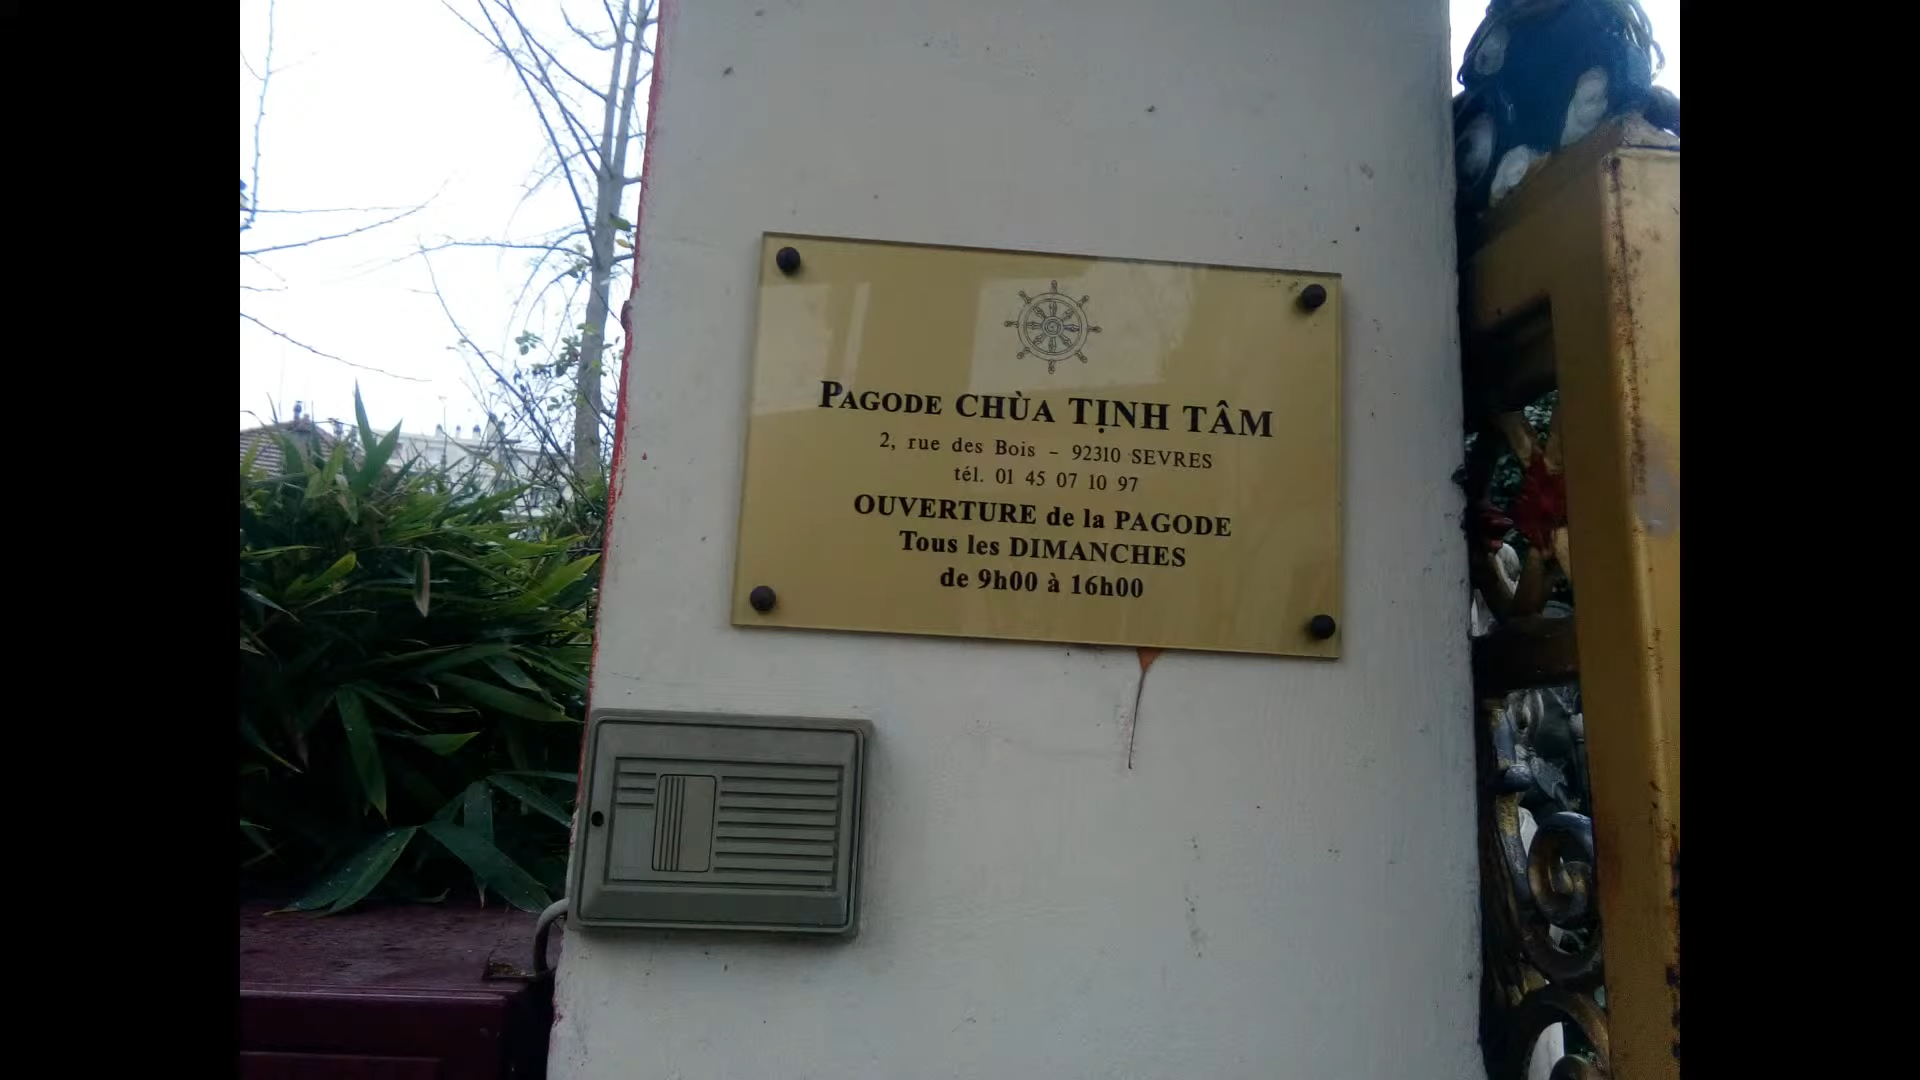 PAGODE CHÙA TỊNH TÂM
2, rue des Bois - 92310 SEVRES
tél. 01 45 07 10 97
OUVERTURE de la PAGODE
Tous les DIMANCHES
de 9h00 à 16h00